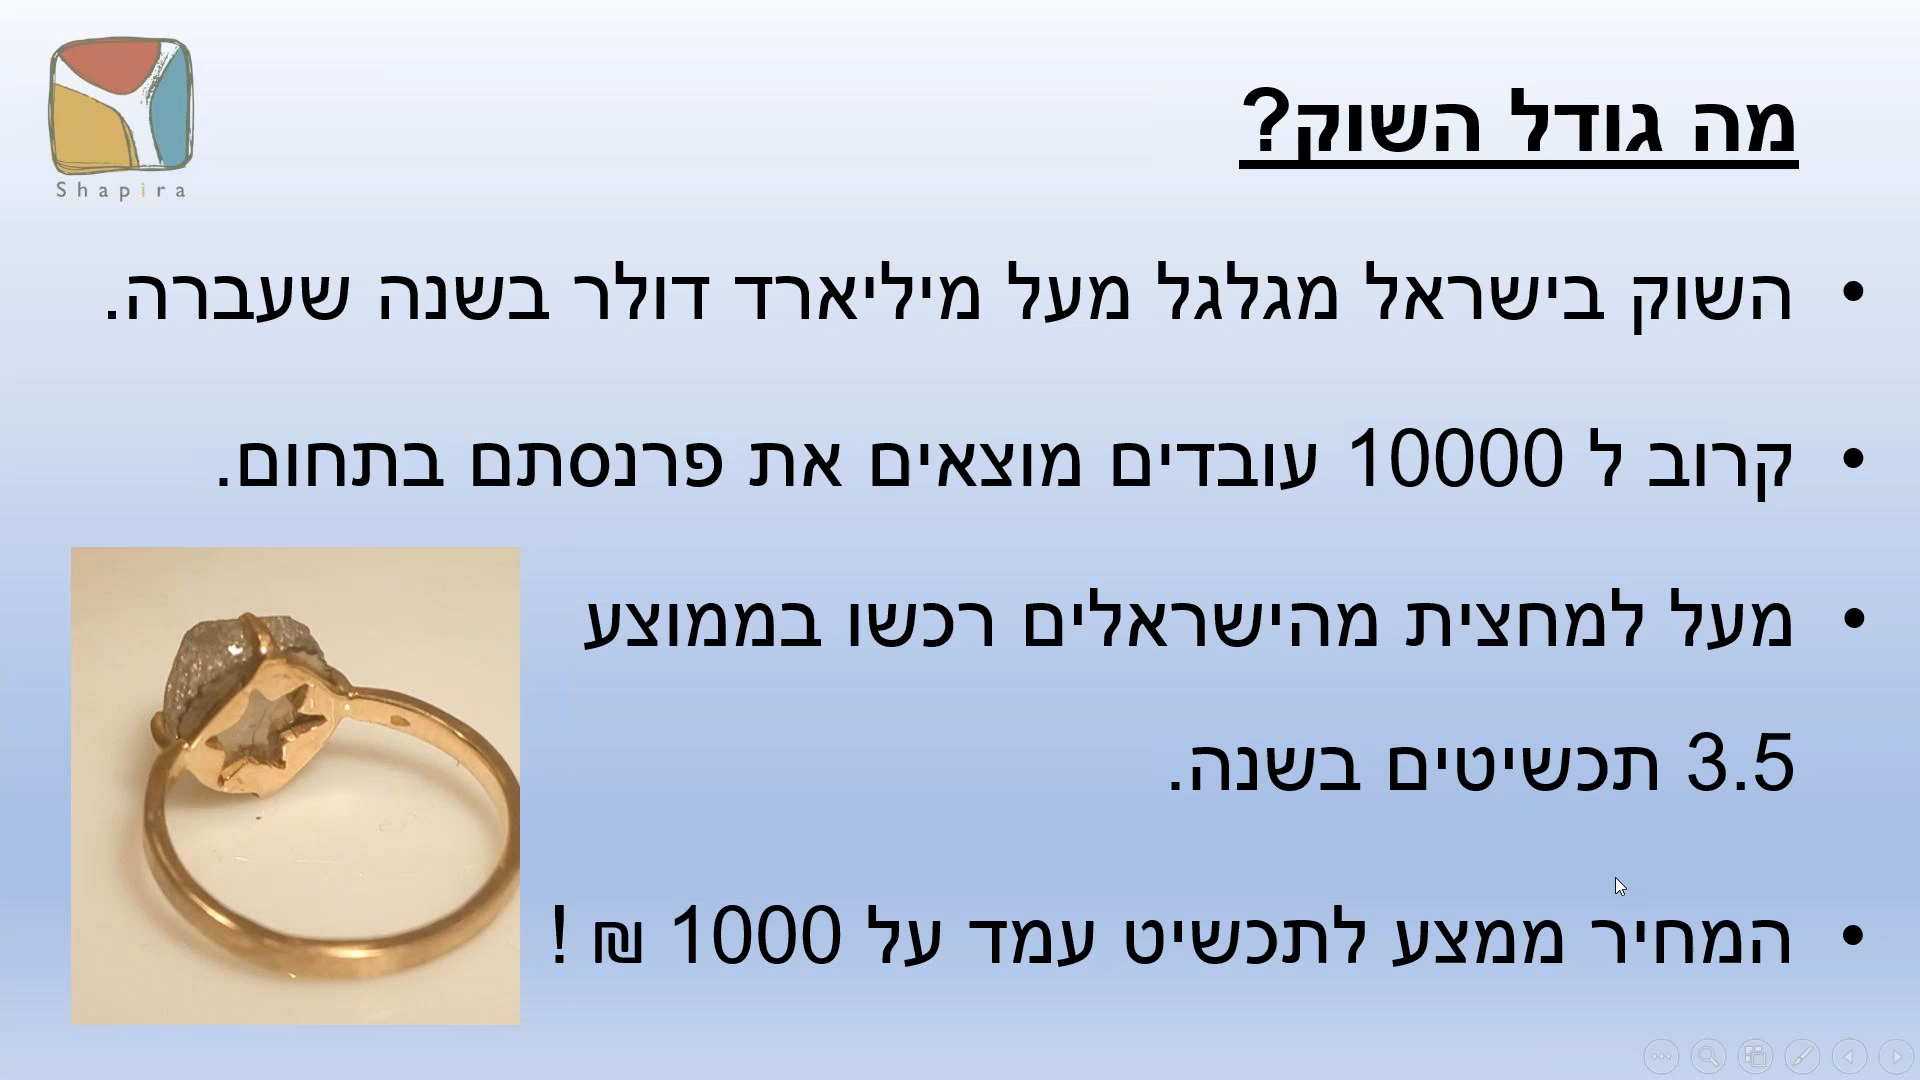 Shapira
מה גודל השוק?
• השוק בישראל מגלגל מעל מיליארד דולר בשנה שעברה.
• קרוב ל 10000 עובדים מוצאים את פרנסתם בתחום.
• מעל למחצית מהישראלים רכשו בממוצע
3.5 תכשיטים בשנה.
• המחיר ממצע לתכשיט עמד על 1000 ₪ !